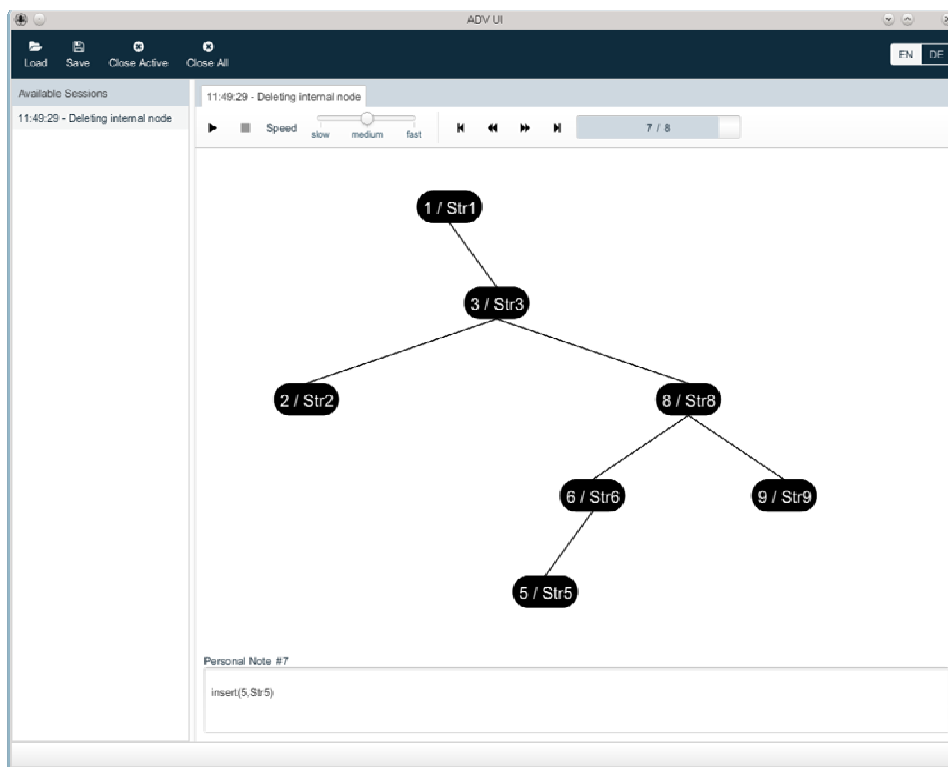 ADV UI
Load Save Close Active Close All
EN DE
Available Sessions
11:49:29 - Deleting internal node
11:49:29 - Deleting internal node
Speed
slow medium fast
7 / 8
1 / Str1
3 / Str3
2 / Str2
8 / Str8
6 / Str6
9 / Str9
5 / Str5
Personal Note #7
insert(5,Str5)